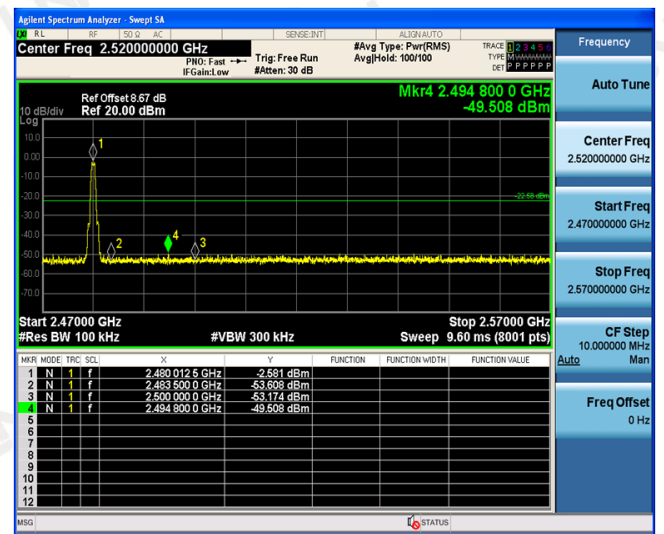 Agilent Spectrum Analyzer - Swept SA
LXI RL RF 50 Ω AC SENSE:INT ALIGN AUTO
Center Freq 2.520000000 GHz
PNO: Fast
IFGain:Low
Trig: Free Run
#Atten: 30 dB
#Avg Type: Pwr(RMS)
Avg|Hold: 100/100
TRACE 1 2 3 4 5 6
TYPE M
DET P P P P P P
Frequency
Mkr4 2.494 800 0 GHz
-49.508 dBm
Ref Offset 8.67 dB
10 dB/div Ref 20.00 dBm
Log
10.0
0.00
-10.0
-20.0
-30.0
-40.0
-50.0
-60.0
-70.0
1
2
4
3
-22.58 dBm
Start 2.47000 GHz Stop 2.57000 GHz
#Res BW 100 kHz #VBW 300 kHz Sweep 9.60 ms (8001 pts)
MKR MODE TRC SCL X Y FUNCTION FUNCTION WIDTH FUNCTION VALUE
1 N 1 f 2.480 012 5 GHz -2.581 dBm
2 N 1 f 2.483 500 0 GHz -53.608 dBm
3 N 1 f 2.500 000 0 GHz -53.174 dBm
4 N 1 f 2.494 800 0 GHz -49.508 dBm
5
6
7
8
9
10
11
12
MSG STATUS
Auto Tune
Center Freq
2.520000000 GHz
Start Freq
2.470000000 GHz
Stop Freq
2.570000000 GHz
CF Step
10.000000 MHz
Auto Man
Freq Offset
0 Hz